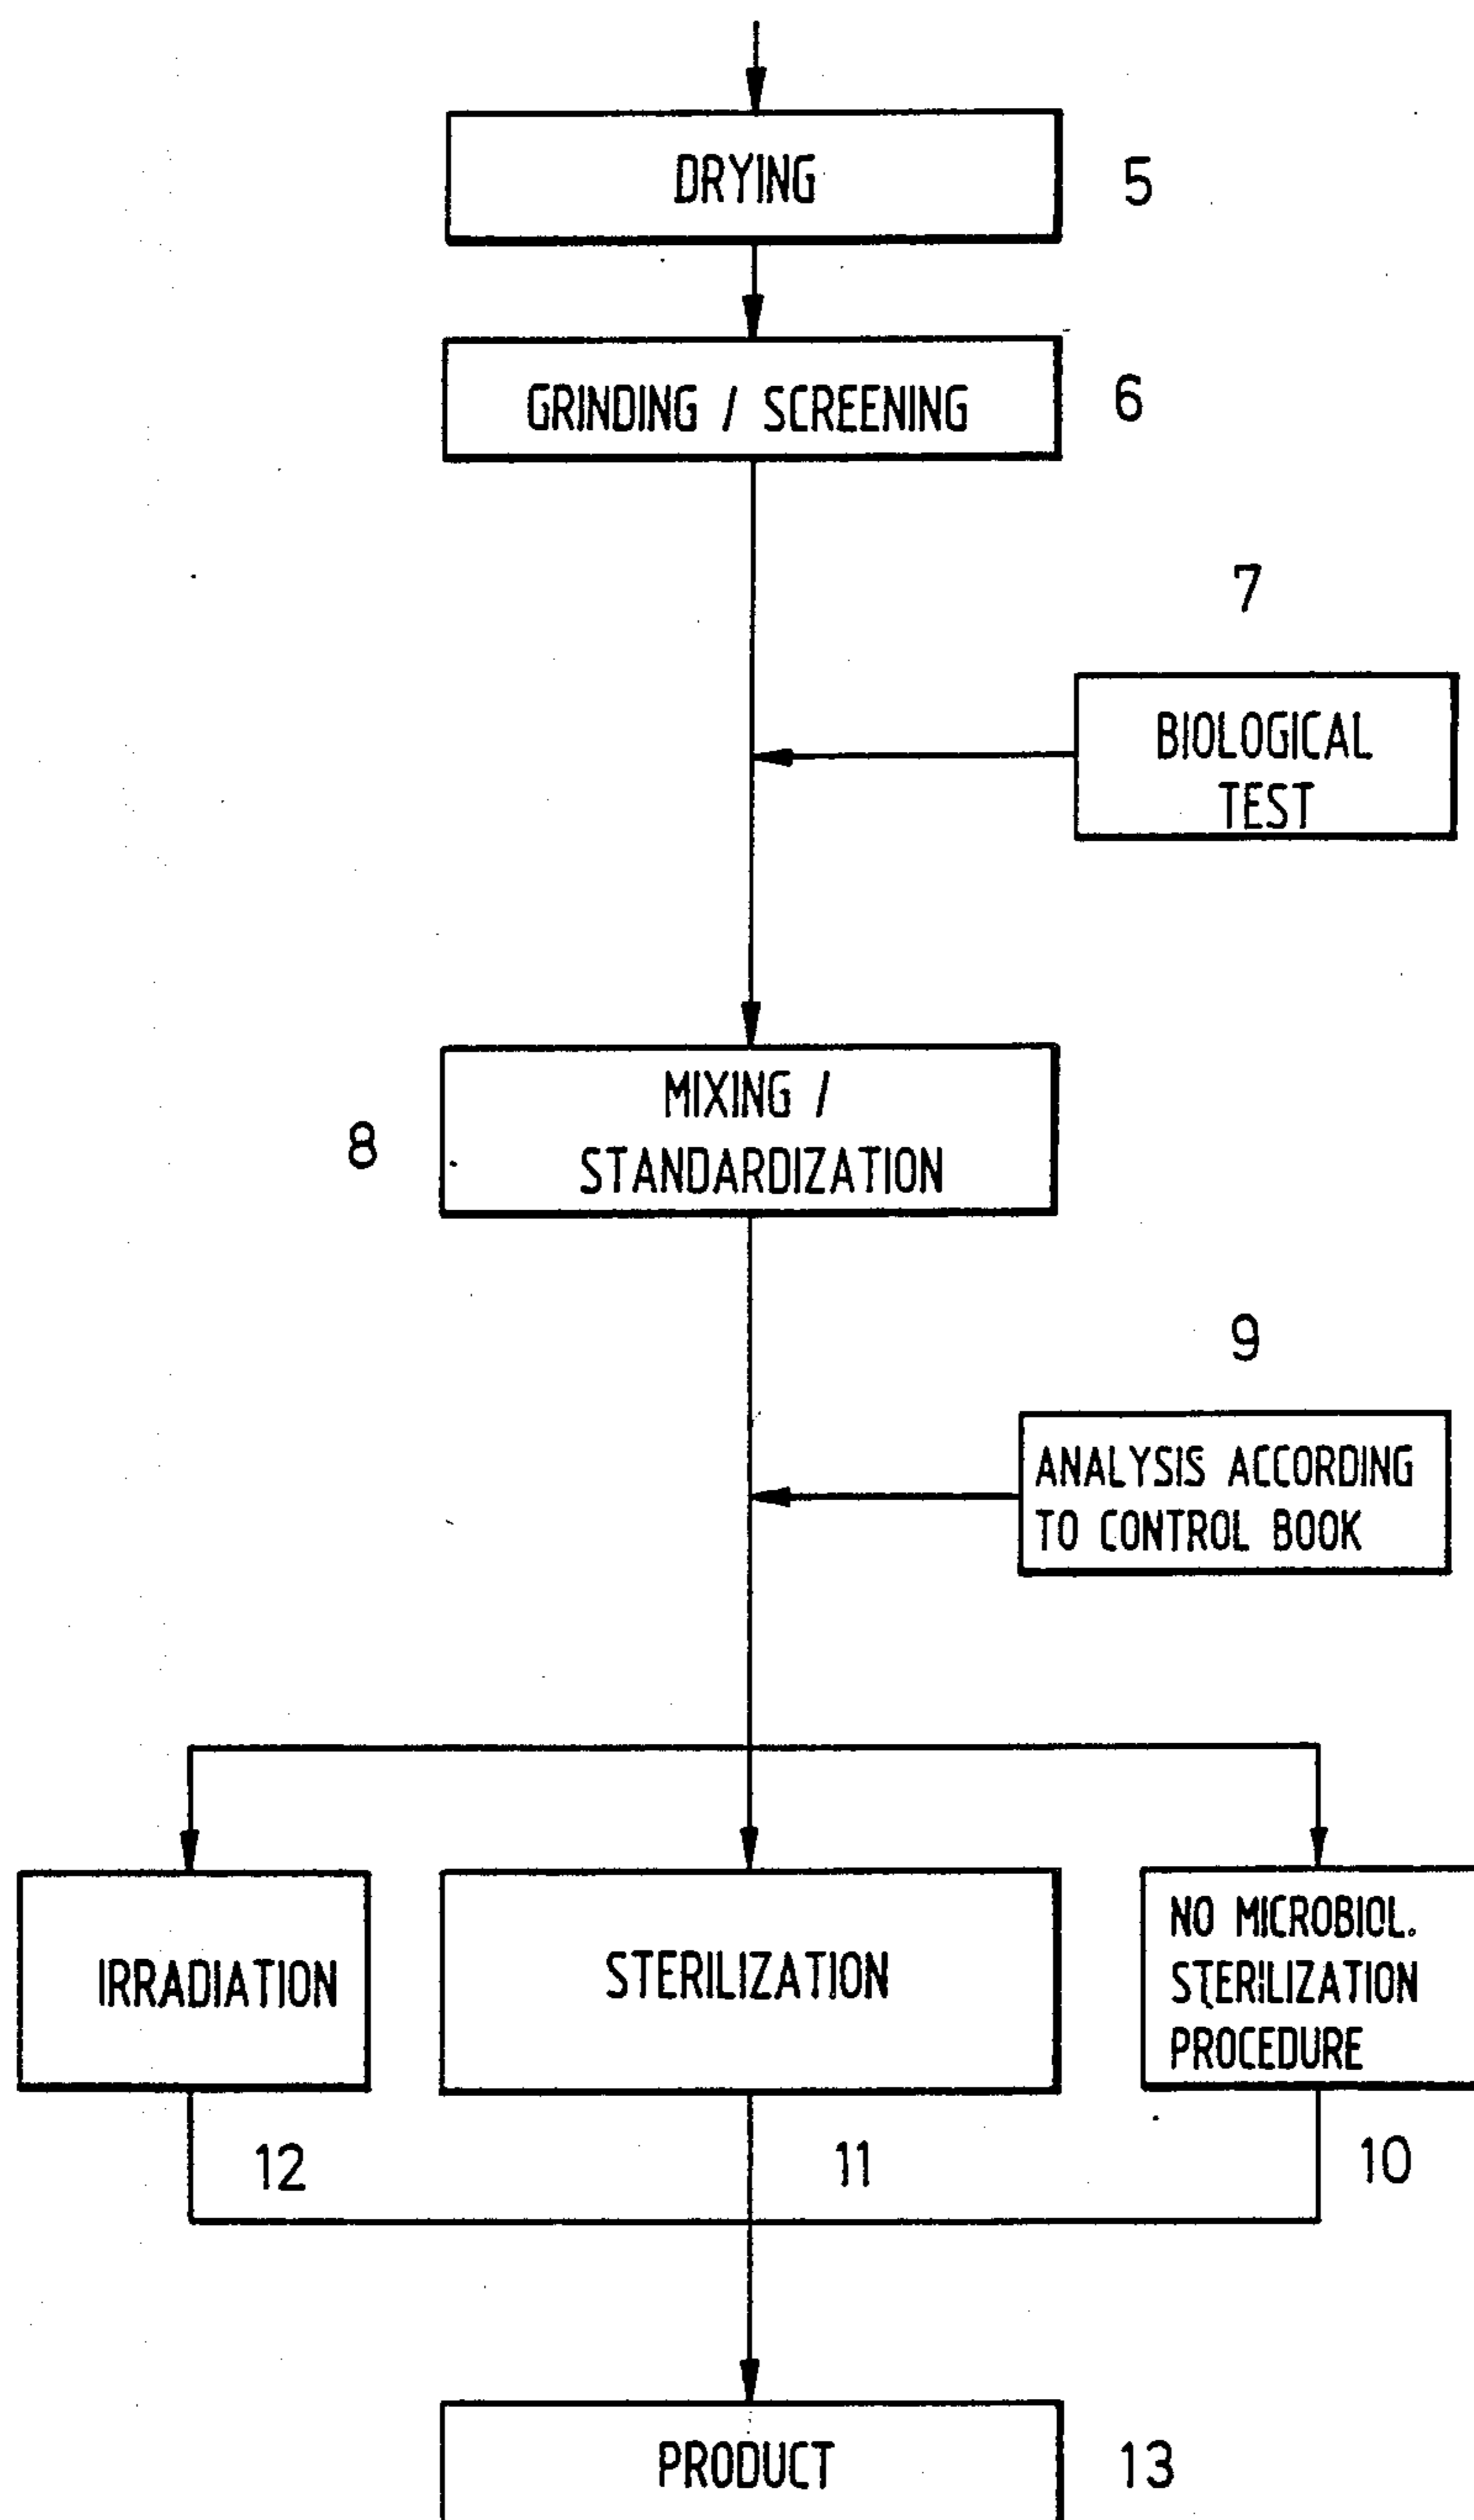 DRYING
5
GRINDING / SCREENING
6
7
BIOLOGICAL
TEST
MIXING /
STANDARDIZATION
8
9
ANALYSIS ACCORDING
TO CONTROL BOOK
IRRADIATION
STERILIZATION
NO MICROBIOL.
STERILIZATION
PROCEDURE
12
11
10
PRODUCT
13